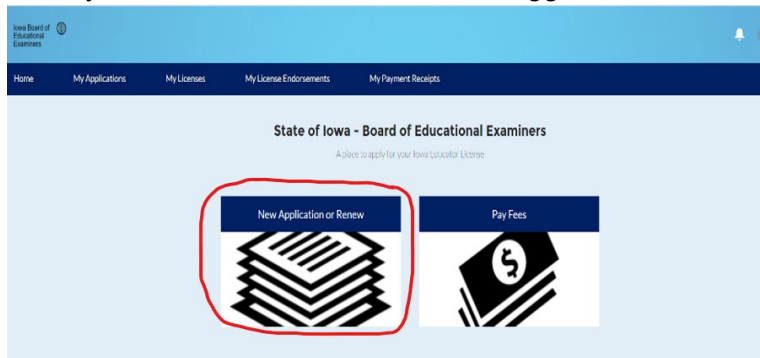 Iowa Board of
Educational
Examiners
Home My Applications My Licenses My License Endorsements My Payment Receipts
State of Iowa - Board of Educational Examiners
A place to apply for your Iowa Educator License
New Application or Renew Pay Fees
$